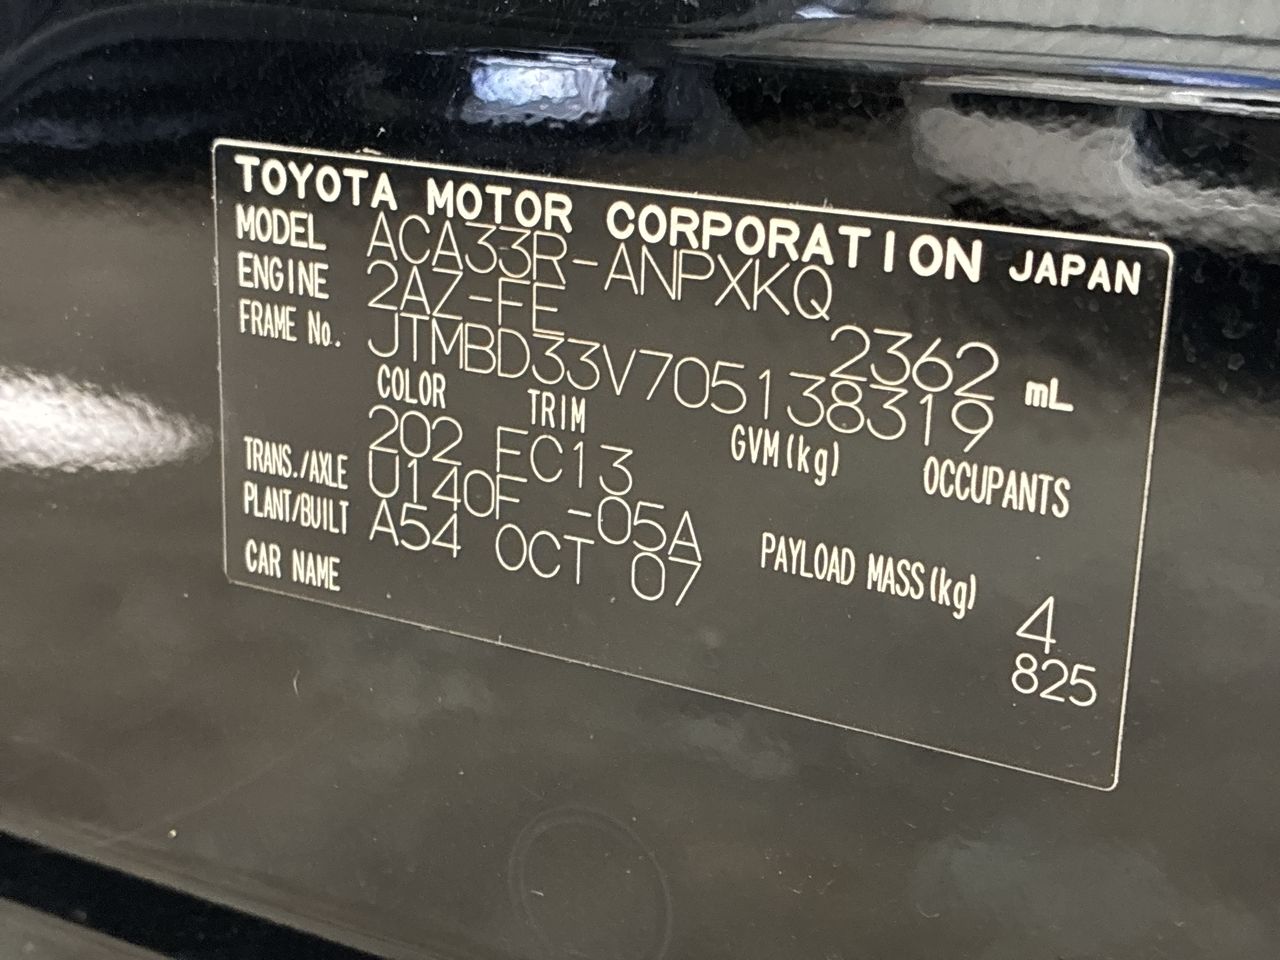 TOYOTA MOTOR CORPORATION JAPAN
MODEL ACA33R-ANPXKQ
ENGINE 2AZ-FE 2362 mL
FRAME No. JTMBD33V705138319
COLOR TRIM GVM(kg) OCCUPANTS
202 FC13 4
TRANS./AXLE U140F -05A PAYLOAD MASS(kg) 825
PLANT/BUILT A54 OCT 07
CAR NAME